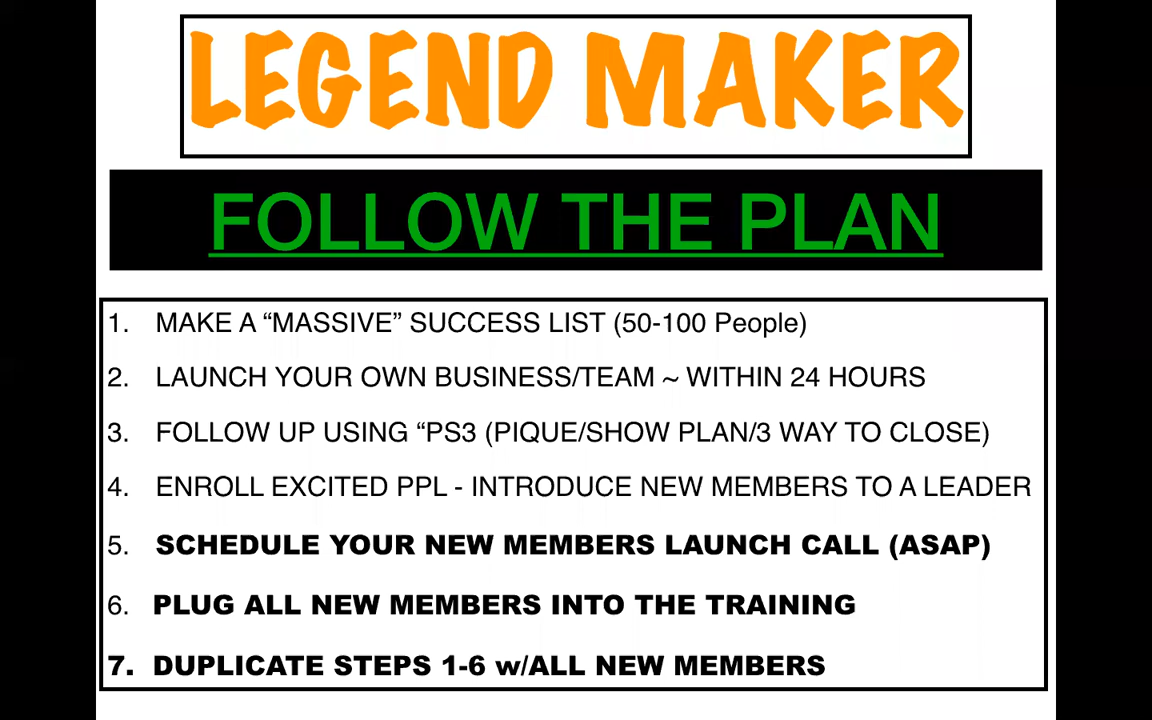 LEGEND MAKER
FOLLOW THE PLAN
1. MAKE A “MASSIVE” SUCCESS LIST (50-100 People)
2. LAUNCH YOUR OWN BUSINESS/TEAM ~ WITHIN 24 HOURS
3. FOLLOW UP USING “PS3 (PIQUE/SHOW PLAN/3 WAY TO CLOSE)
4. ENROLL EXCITED PPL - INTRODUCE NEW MEMBERS TO A LEADER
5. SCHEDULE YOUR NEW MEMBERS LAUNCH CALL (ASAP)
6. PLUG ALL NEW MEMBERS INTO THE TRAINING
7. DUPLICATE STEPS 1-6 w/ALL NEW MEMBERS